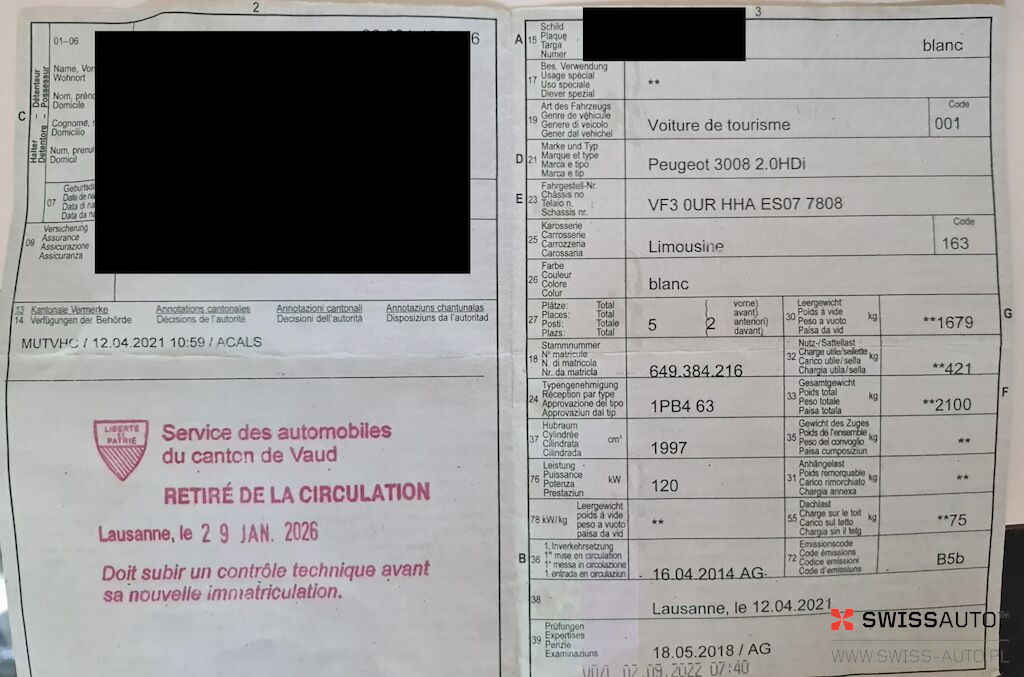 2
01-06
6
Détenteur
Possessur
C
Halter
Detentore
Name, Vor
Wohnort
Nom, préno
Domicile
Cognome, n
Domicilio
Num, prenu
Domicil
07
Geburtsda
Date de na
Data di na
Data da na
09
Versicherung
Assurance
Assicurazione
Assicuranza
13 Kantonale Vermerke Annotations cantonales Annotazioni cantonali Annotaziuns chantunalas
14 Verfügungen der Behörde Décisions de l'autorité Decisioni dell'autorità Disposiziuns da l'autoritad
MUTVHC / 12.04.2021 10:59 / ACALS
LIBERTÉ
ET
PATRIE
Service des automobiles
du canton de Vaud
RETIRÉ DE LA CIRCULATION
Lausanne, le 29 JAN. 2026
Doit subir un contrôle technique avant
sa nouvelle immatriculation.
3
A 15
Schild
Plaque
Targa
Numer
blanc
17
Bes. Verwendung
Usage spécial
Uso speciale
Diever spezial
**
19
Art des Fahrzeugs
Genre de véhicule
Genere di veicolo
Gener dal vehichel
Voiture de tourisme
Code
001
D 21
Marke und Typ
Marque et type
Marca e tipo
Marca e tip
Peugeot 3008 2.0HDi
E 23
Fahrgestell-Nr.
Châssis no
Telaio n.
Schassis nr.
VF3 0UR HHA ES07 7808
25
Karosserie
Carrosserie
Carrozzeria
Carossaria
Limousine
Code
163
26
Farbe
Couleur
Colore
Colur
blanc
27
Plätze: Total
Places: Total
Posti: Totale
Plazs: Total
5
2
vorne)
avant)
anteriori)
davant)
30
Leergewicht
Poids à vide
Peso a vuoto
Paisa da vid
kg
**1679
G
18
Stammnummer
N° matricule
N. di matricola
Nr. da matricla
649.384.216
32
Nutz-/Sattellast
Charge utile/sellette
Carico utile/sella
Chargia utila/sella
kg
**421
24
Typengenehmigung
Réception par type
Approvazione del tipo
Approvaziun dal tip
1PB4 63
33
Gesamtgewicht
Poids total
Peso totale
Paisa totala
kg
**2100
F
37
Hubraum
Cylindrée
Cilindrata
Cilindrada
cm³
1997
35
Gewicht des Zuges
Poids de l'ensemble
Peso del convoglio
Paisa cumposiziun
kg
**
76
Leistung
Puissance
Potenza
Prestaziun
kW
120
31
Anhängelast
Poids remorquable
Carico rimorchiato
Chargia annexa
kg
**
78 kW/kg
Leergewicht
poids à vide
peso a vuoto
paisa da vid
**
55
Dachlast
Charge sur le toit
Carico sul tetto
Chargia sin il tetg
kg
**75
B 36
1. Inverkehrsetzung
1re mise en circulation
1a messa in circolazione
1. entrada en circulaziun
16.04.2014 AG
72
Emissionscode
Code émissions
Codice emissioni
Code d'emissiuns
B5b
38
Lausanne, le 12.04.2021
39
Prüfungen
Expertises
Perizie
Examinaziuns
18.05.2018 / AG
02.09.2022 07:40
SWISSAUTO
WWW.SWISS-AUTO.PL